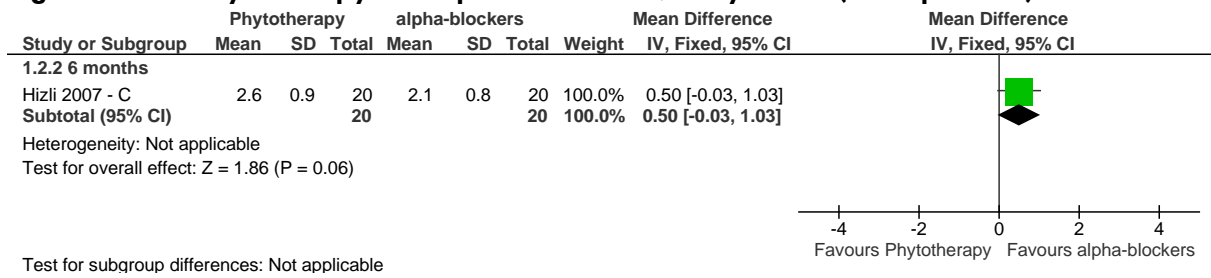 Phytotherapy alpha-blockers Mean Difference Mean Difference
Study or Subgroup Mean SD Total Mean SD Total Weight IV, Fixed, 95% CI IV, Fixed, 95% CI
1.2.2 6 months
Hizli 2007 - C 2.6 0.9 20 2.1 0.8 20 100.0% 0.50 [-0.03, 1.03]
Subtotal (95% CI) 20 20 100.0% 0.50 [-0.03, 1.03]
Heterogeneity: Not applicable
Test for overall effect: Z = 1.86 (P = 0.06)
-4 -2 0 2 4
Favours Phytotherapy Favours alpha-blockers
Test for subgroup differences: Not applicable